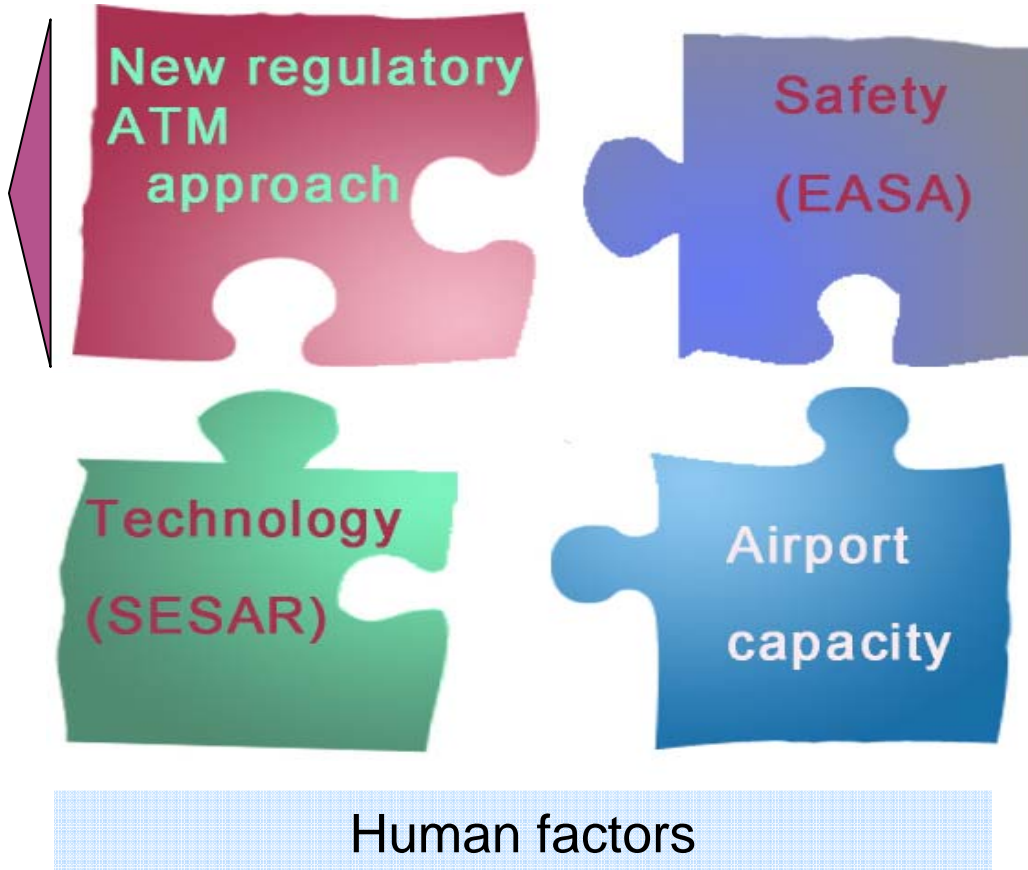 New regulatory
ATM
approach
Safety
(EASA)
Technology
(SESAR)
Airport
capacity
Human factors